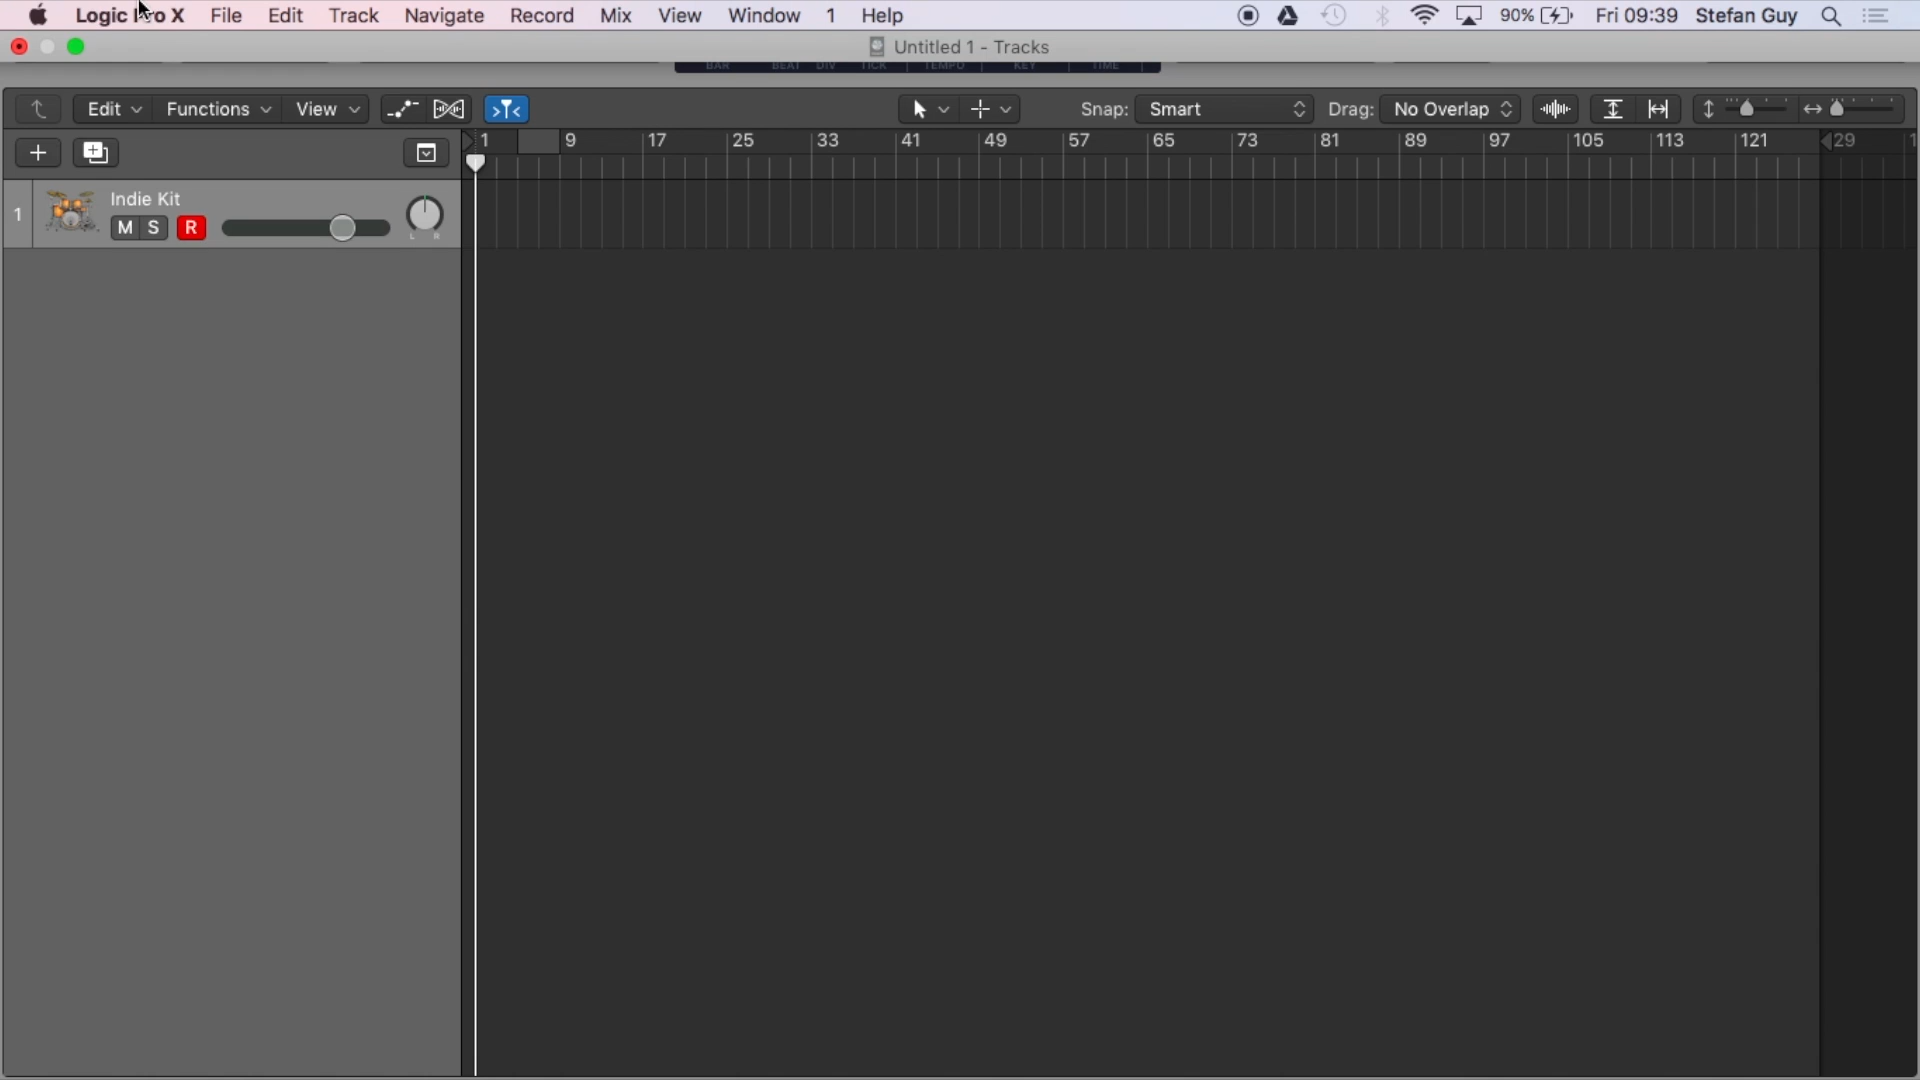 Logic Pro X File Edit Track Navigate Record Mix View Window 1 Help 90% Fri 09:39 Stefan Guy
Untitled 1 - Tracks
BAR BEAT DIV TICK TEMPO KEY TIME
Edit Functions View Snap: Smart Drag: No Overlap
1 9 17 25 33 41 49 57 65 73 81 89 97 105 113 121 29 1
1 Indie Kit
M S R
L R